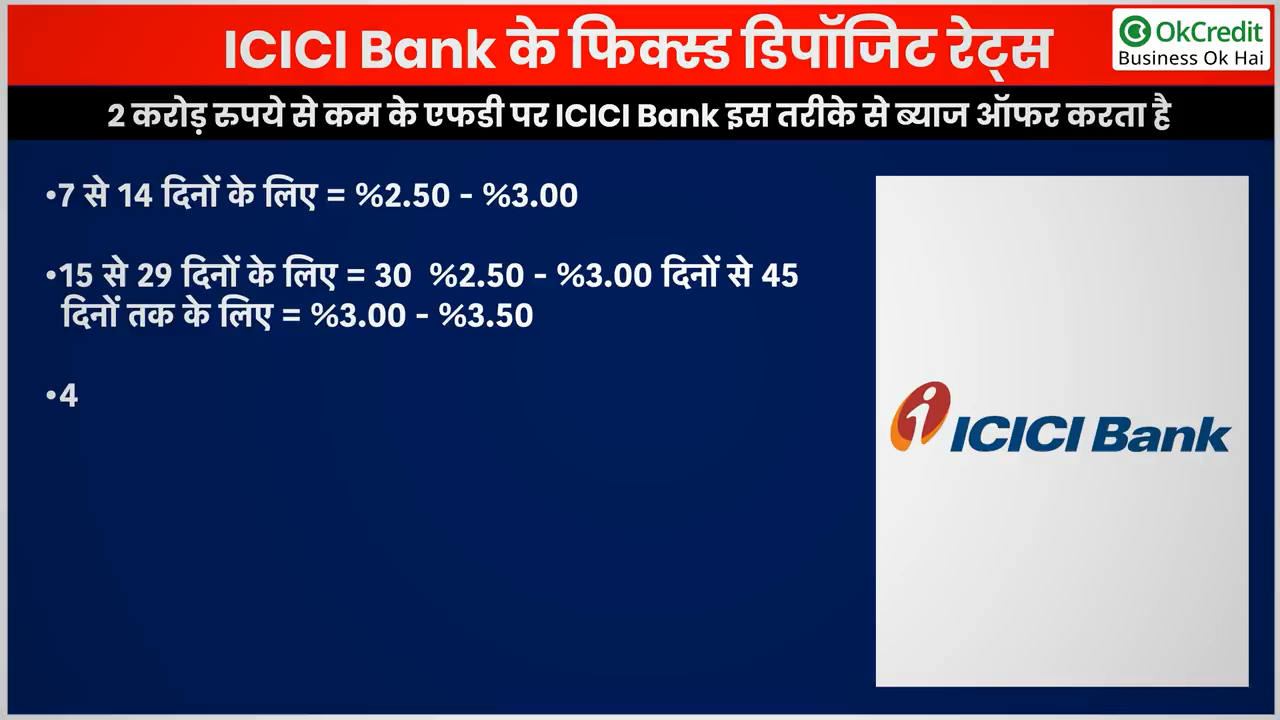 ICICI Bank के फिक्स्ड डिपॉजिट रेट्स
OkCredit
Business Ok Hai
2 करोड़ रुपये से कम के एफडी पर ICICI Bank इस तरीके से ब्याज ऑफर करता है
•7 से 14 दिनों के लिए = %2.50 - %3.00
•15 से 29 दिनों के लिए = 30 %2.50 - %3.00 दिनों से 45
दिनों तक के लिए = %3.00 - %3.50
•4
ICICI Bank